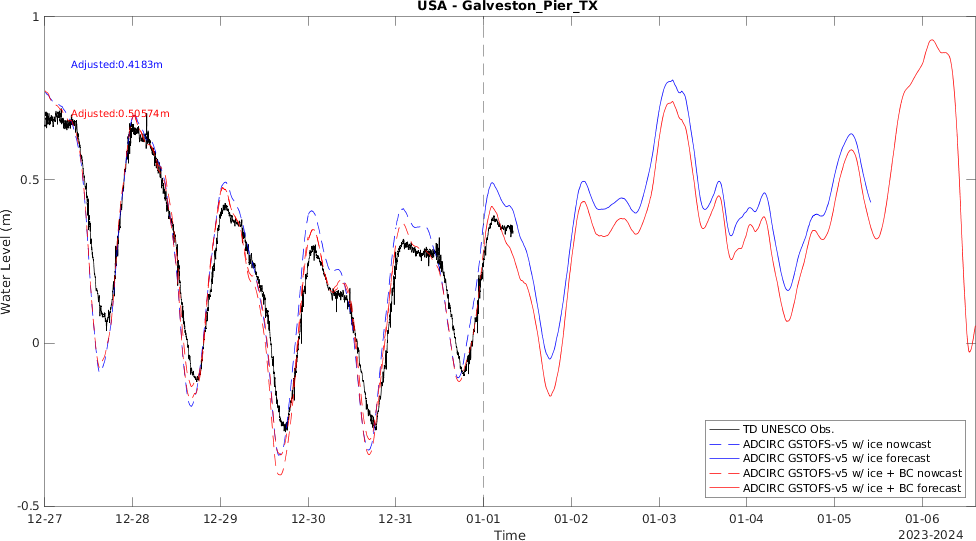 USA - Galveston_Pier_TX
1
Adjusted:0.4183m
Adjusted:0.50574m
0.5
Water Level (m)
0
TD UNESCO Obs.
ADCIRC GSTOFS-v5 w/ ice nowcast
ADCIRC GSTOFS-v5 w/ ice forecast
ADCIRC GSTOFS-v5 w/ ice + BC nowcast
ADCIRC GSTOFS-v5 w/ ice + BC forecast
-0.5
12-27 12-28 12-29 12-30 12-31 01-01 01-02 01-03 01-04 01-05 01-06
Time
2023-2024